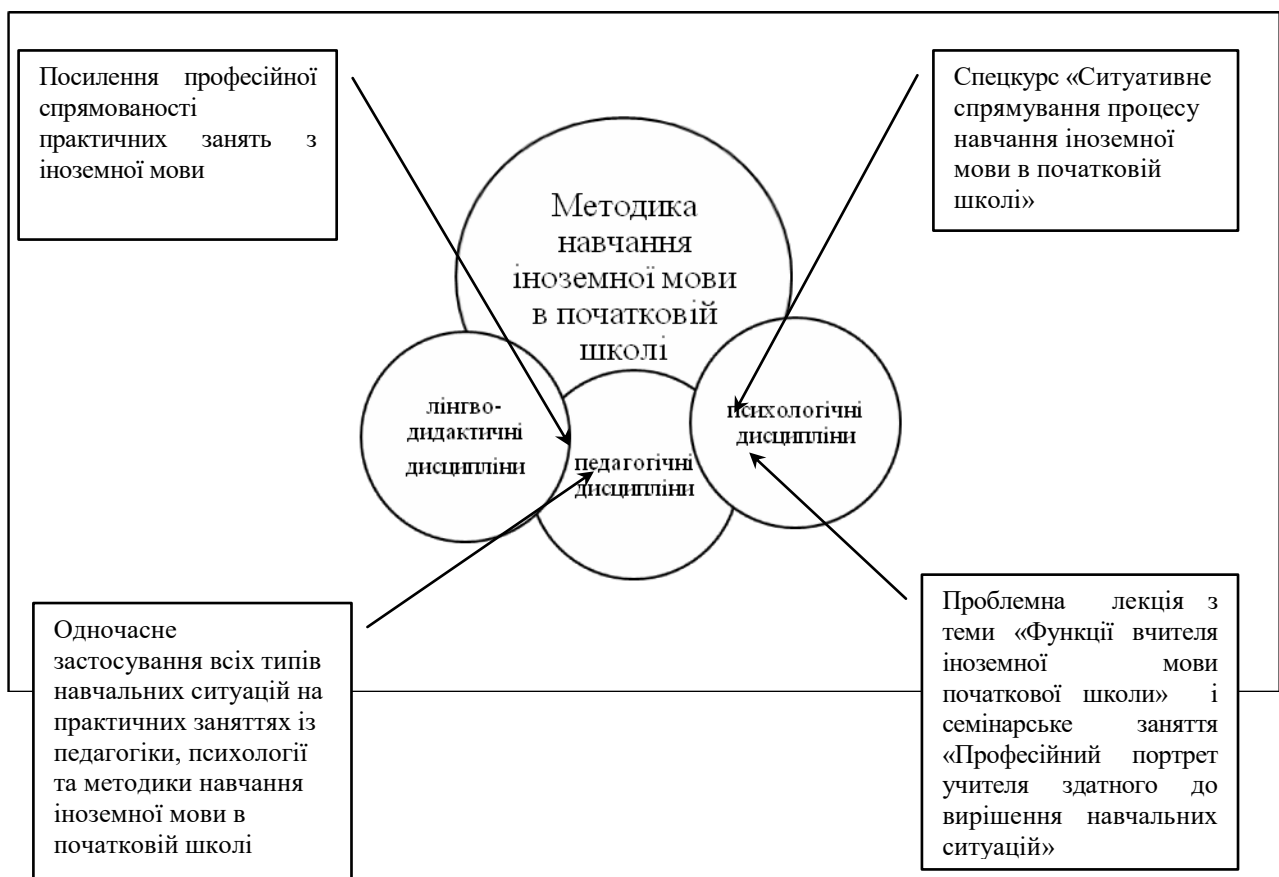 Посилення професійної
спрямованості
практичних занять з
іноземної мови
Спецкурс «Ситуативне
спрямування процесу
навчання іноземної
мови в початковій
школі»
Методика
навчання
іноземної мови
в початковій
школі
лінгво-
дидактичні
дисципліни
педагогічні
дисципліни
психологічні
дисципліни
Одночасне
застосування всіх типів
навчальних ситуацій на
практичних заняттях із
педагогіки, психології
та методики навчання
іноземної мови в
початковій школі
Проблемна лекція з
теми «Функції вчителя
іноземної мови
початкової школи» і
семінарське заняття
«Професійний портрет
учителя здатного до
вирішення навчальних
ситуацій»